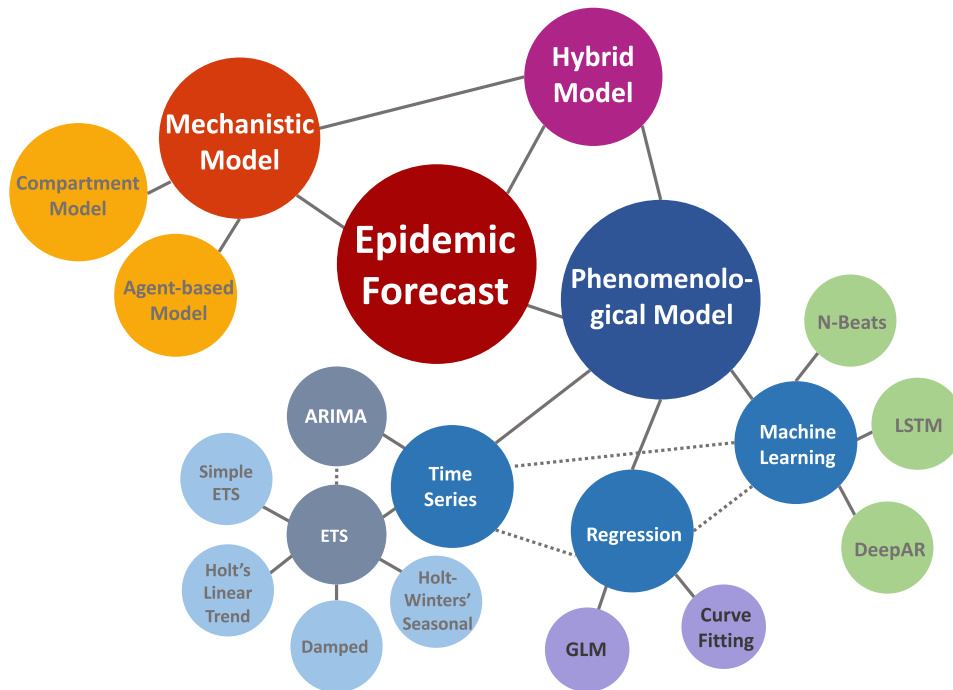 Hybrid
Model
Mechanistic
Model
Compartment
Model
Epidemic
Forecast
Agent-based
Model
Phenomenolo-
gical Model
N-Beats
ARIMA
LSTM
Machine
Learning
Time
Series
Simple
ETS
ETS
Regression
DeepAR
Holt's
Linear
Trend
Holt-
Winters'
Seasonal
Damped
GLM
Curve
Fitting